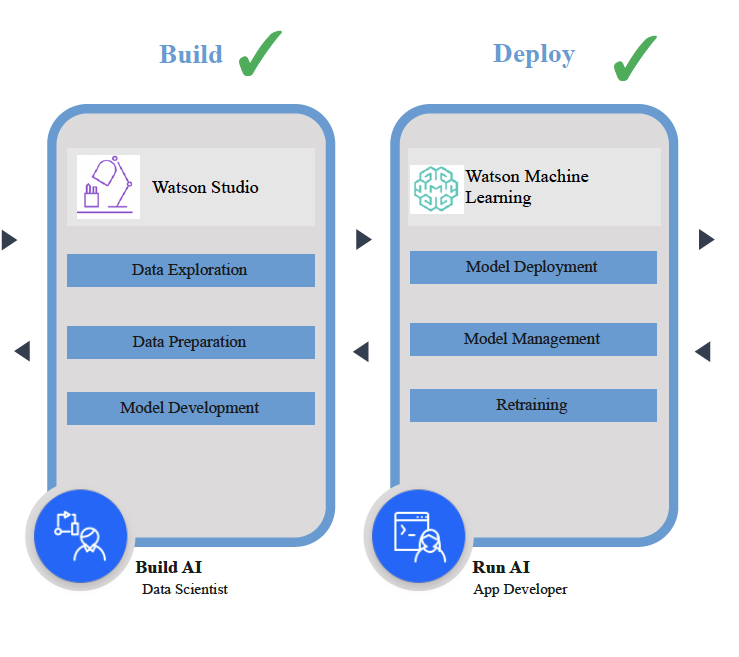 Build
Deploy
Watson Studio
Data Exploration
Data Preparation
Model Development
Build AI
Data Scientist
Watson Machine
Learning
Model Deployment
Model Management
Retraining
Run AI
App Developer